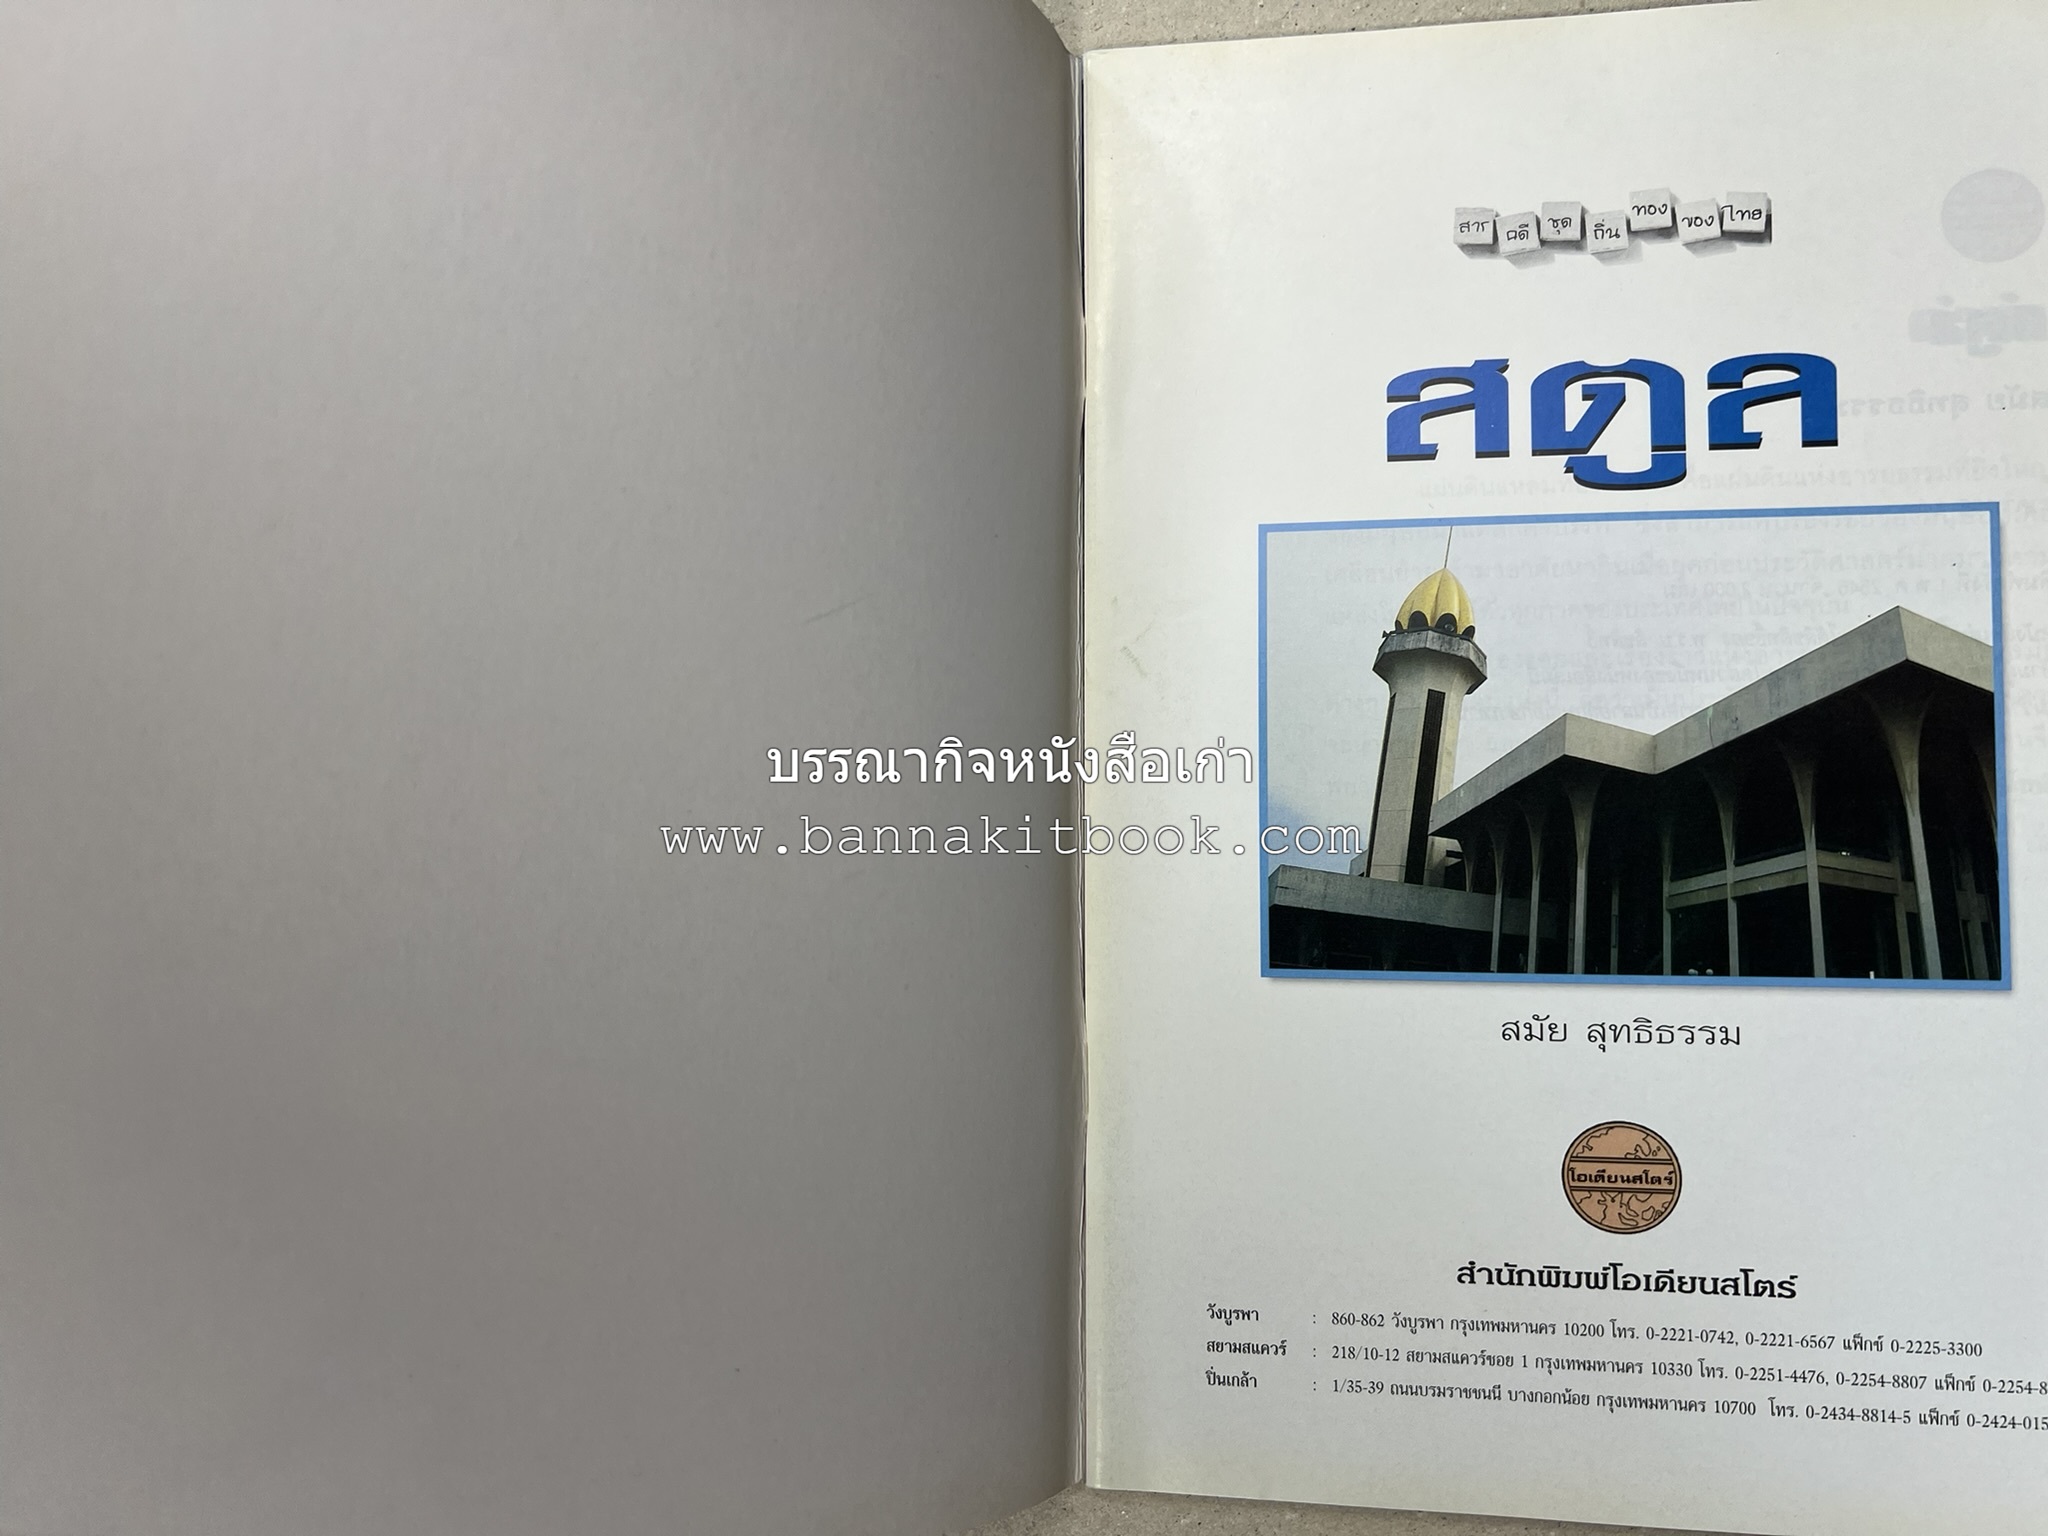 สาร คดี ชุด ถิ่น ทอง ของ ไทย
สตูล
บรรณากิจหนังสือเก่า
www.bannakitbook.com
สมัย สุทธิธรรม
โอเดียนสโตร์
สำนักพิมพ์โอเดียนสโตร์
วังบูรพา : 860-862 วังบูรพา กรุงเทพมหานคร 10200 โทร. 0-2221-0742, 0-2221-6567 แฟ็กซ์ 0-2225-3300
สยามสแควร์ : 218/10-12 สยามสแควร์ซอย 1 กรุงเทพมหานคร 10330 โทร. 0-2251-4476, 0-2254-8807 แฟ็กซ์ 0-2254-8
ปิ่นเกล้า : 1/35-39 ถนนบรมราชชนนี บางกอกน้อย กรุงเทพมหานคร 10700 โทร. 0-2434-8814-5 แฟ็กซ์ 0-2424-015